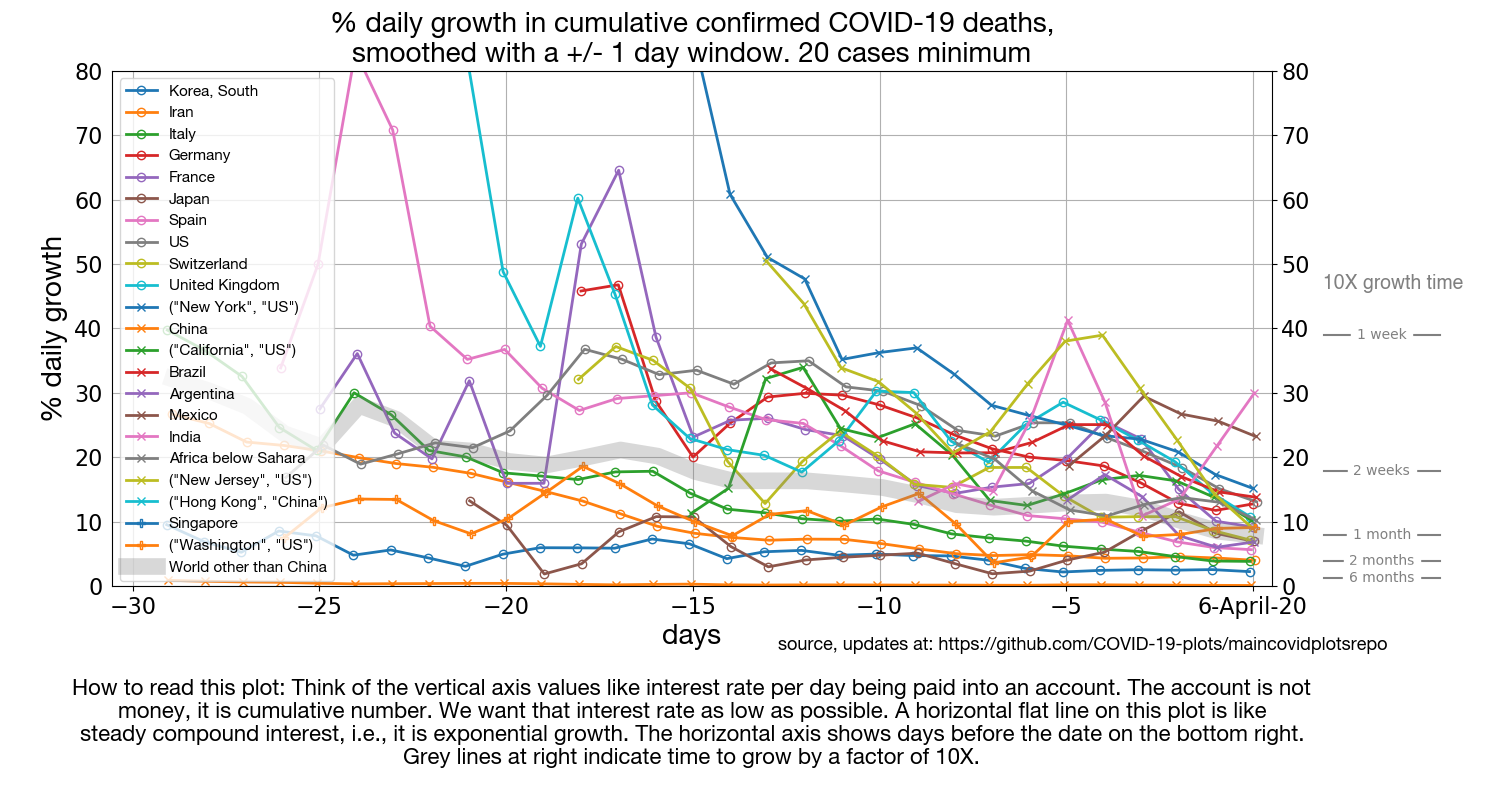 % daily growth in cumulative confirmed COVID-19 deaths,
smoothed with a +/- 1 day window. 20 cases minimum
% daily growth
80
70
60
50
40
30
20
10
0
Korea, South
Iran
Italy
Germany
France
Japan
Spain
US
Switzerland
United Kingdom
("New York", "US")
China
("California", "US")
Brazil
Argentina
Mexico
India
Africa below Sahara
("New Jersey", "US")
("Hong Kong", "China")
Singapore
("Washington", "US")
World other than China
80
70
60
50
40
30
20
10
0
10X growth time
1 week
2 weeks
1 month
2 months
6 months
−30 −25 −20 −15 −10 −5 6-April-20
days
source, updates at: https://github.com/COVID-19-plots/maincovidplotsrepo
How to read this plot: Think of the vertical axis values like interest rate per day being paid into an account. The account is not
money, it is cumulative number. We want that interest rate as low as possible. A horizontal flat line on this plot is like
steady compound interest, i.e., it is exponential growth. The horizontal axis shows days before the date on the bottom right.
Grey lines at right indicate time to grow by a factor of 10X.